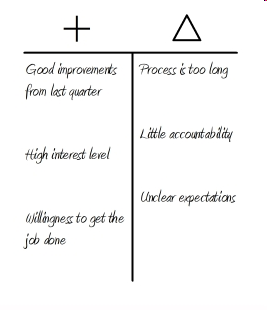 +
△
Good improvements
from last quarter
High interest level
Willingness to get the
job done
Process is too long
Little accountability
Unclear expectations